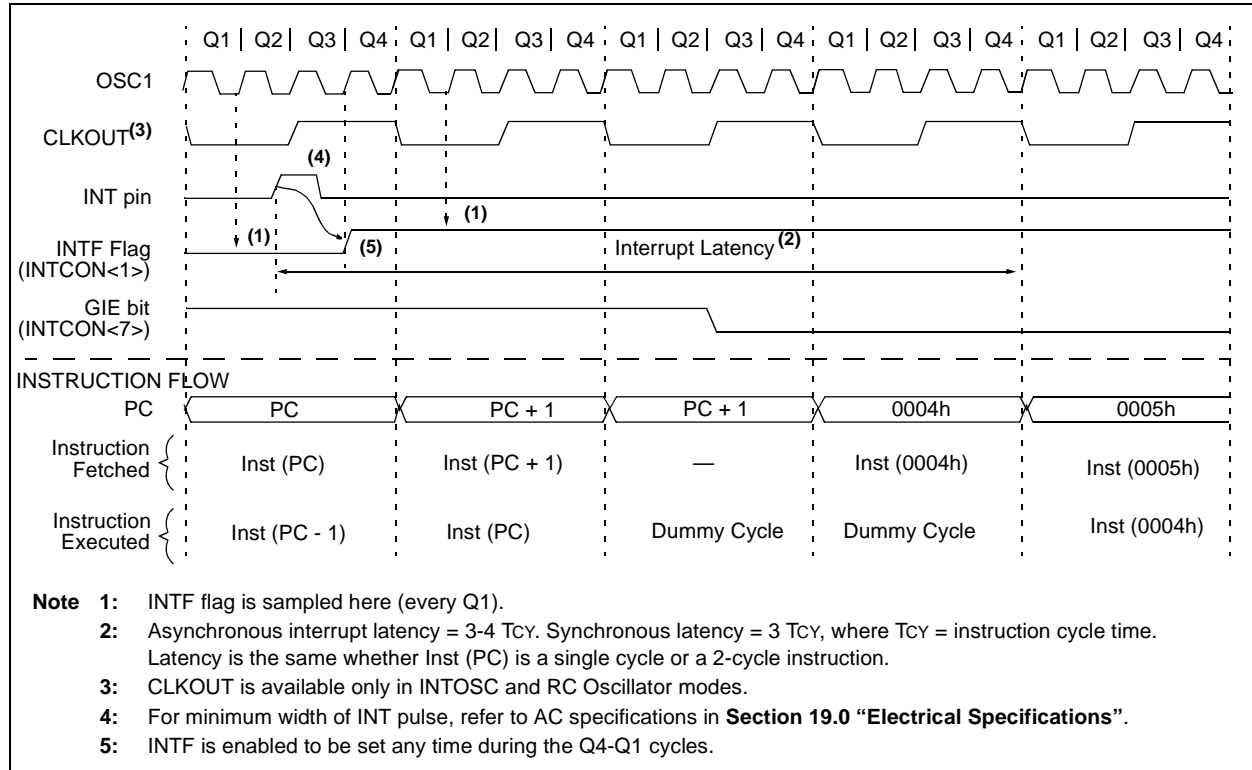 Q1 | Q2 | Q3 | Q4 Q1 | Q2 | Q3 | Q4 Q1 | Q2 | Q3 | Q4 Q1 | Q2 | Q3 | Q4 Q1 | Q2 | Q3 | Q4
OSC1
CLKOUT(3)
(4)
INT pin
(1)
(1)
(5)
INTF Flag
(INTCON<1>)
Interrupt Latency(2)
GIE bit
(INTCON<7>)
INSTRUCTION FLOW
PC PC PC + 1 PC + 1 0004h 0005h
Instruction
Fetched
Inst (PC) Inst (PC + 1) — Inst (0004h) Inst (0005h)
Instruction
Executed
Inst (PC - 1) Inst (PC) Dummy Cycle Dummy Cycle Inst (0004h)
Note 1: INTF flag is sampled here (every Q1).
2: Asynchronous interrupt latency = 3-4 TCY. Synchronous latency = 3 TCY, where TCY = instruction cycle time.
Latency is the same whether Inst (PC) is a single cycle or a 2-cycle instruction.
3: CLKOUT is available only in INTOSC and RC Oscillator modes.
4: For minimum width of INT pulse, refer to AC specifications in Section 19.0 “Electrical Specifications”.
5: INTF is enabled to be set any time during the Q4-Q1 cycles.